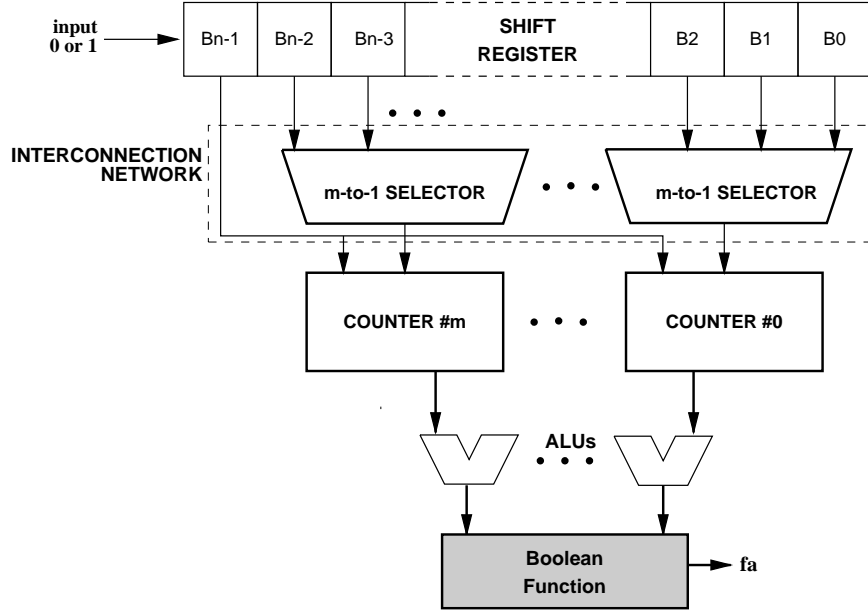 input
0 or 1
Bn-1 Bn-2 Bn-3 SHIFT REGISTER B2 B1 B0
INTERCONNECTION
NETWORK
m-to-1 SELECTOR m-to-1 SELECTOR
COUNTER #m COUNTER #0
ALUs
Boolean
Function
fa